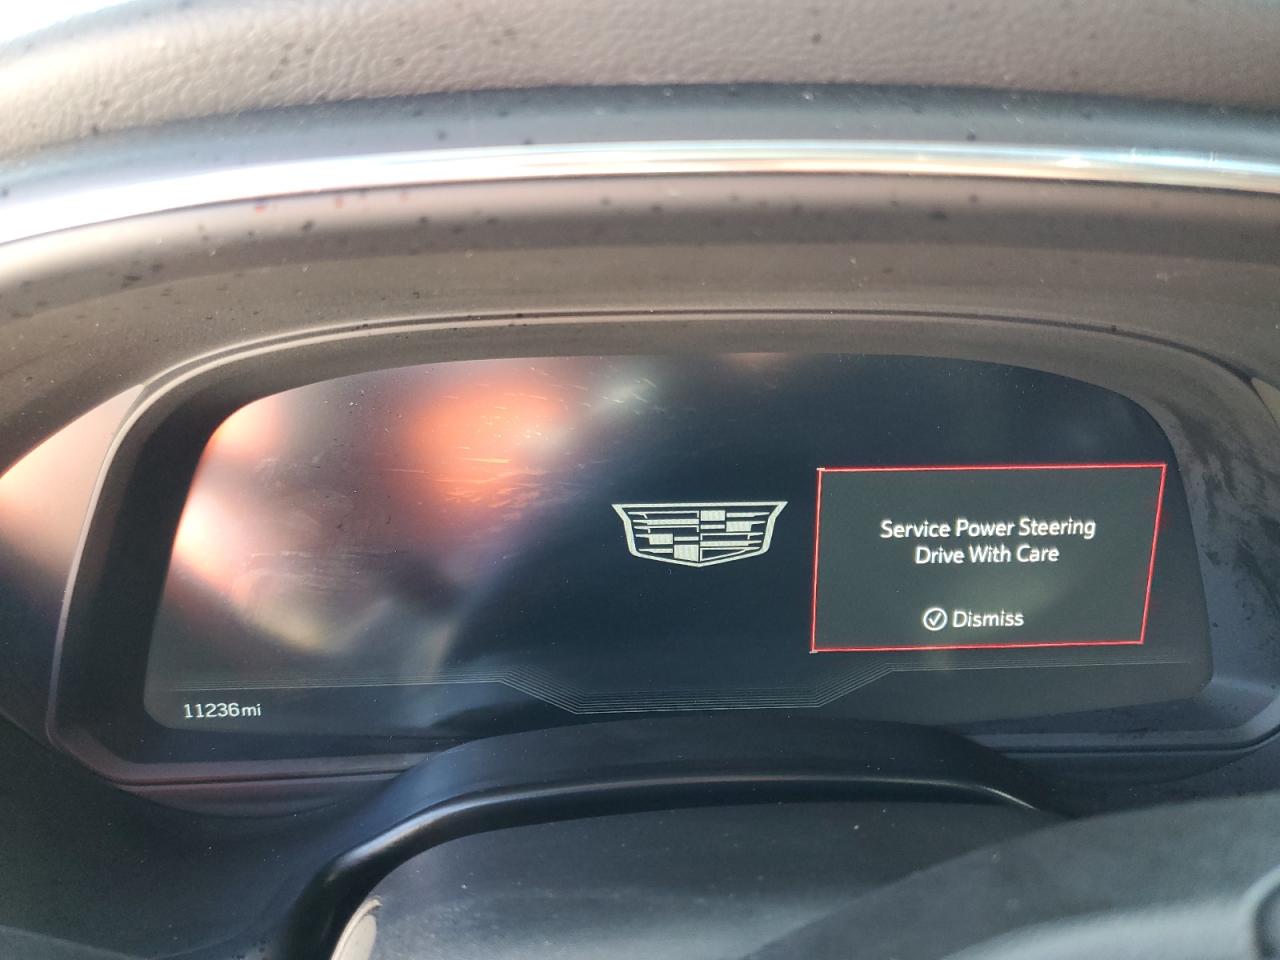 Service Power Steering
Drive With Care
Dismiss
11236mi